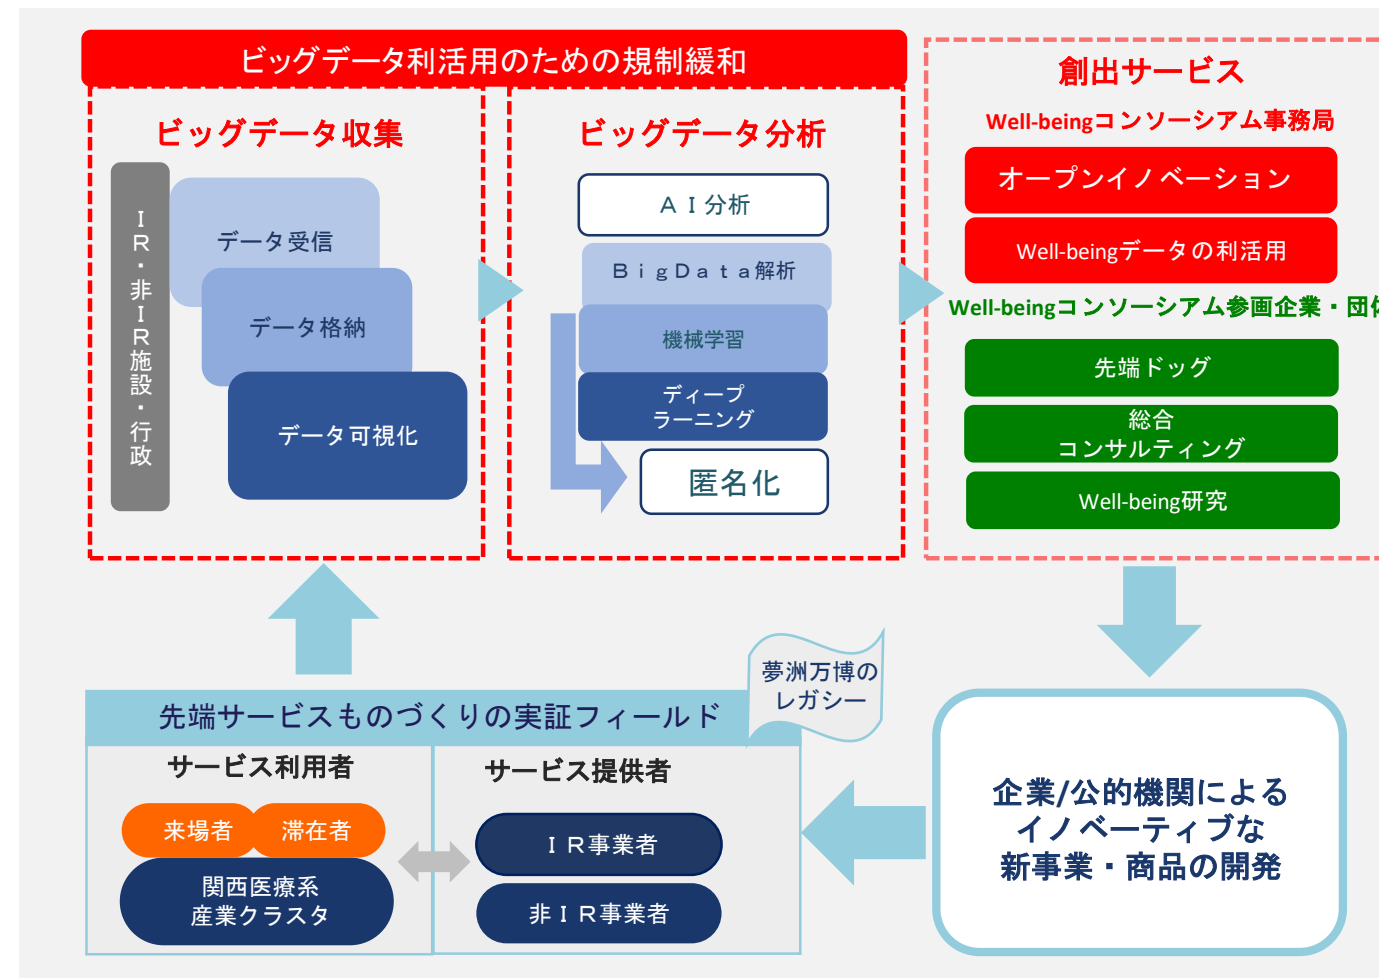 ビッグデータ利活用のための規制緩和
ビッグデータ収集
IR・非IR施設・行政
データ受信
データ格納
データ可視化
ビッグデータ分析
ＡＩ分析
ＢｉｇＤａｔａ解析
機械学習
ディープ
ラーニング
匿名化
創出サービス
Well-beingコンソーシアム事務局
オープンイノベーション
Well-beingデータの利活用
Well-beingコンソーシアム参画企業・団体
先端ドッグ
総合
コンサルティング
Well-being研究
夢洲万博の
レガシー
先端サービスものづくりの実証フィールド
サービス利用者
来場者
滞在者
関西医療系
産業クラスタ
サービス提供者
ＩＲ事業者
非ＩＲ事業者
企業/公的機関による
イノベーティブな
新事業・商品の開発